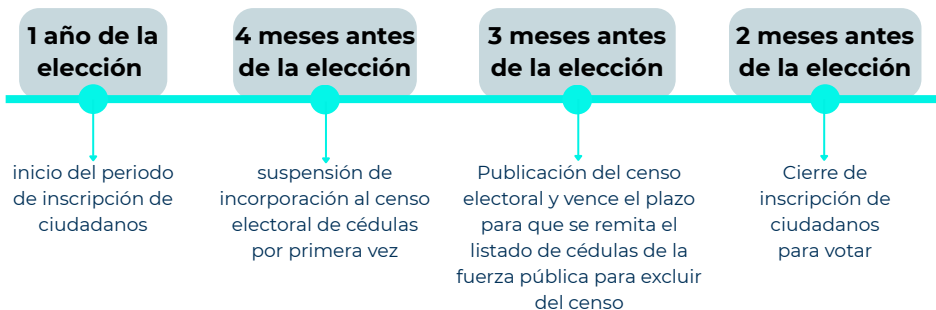 1 año de la
elección
inicio del periodo
de inscripción de
ciudadanos
4 meses antes
de la elección
suspensión de
incorporación al censo
electoral de cédulas
por primera vez
3 meses antes
de la elección
Publicación del censo
electoral y vence el plazo
para que se remita el
listado de cédulas de la
fuerza pública para excluir
del censo
2 meses antes
de la elección
Cierre de
inscripción de
ciudadanos
para votar